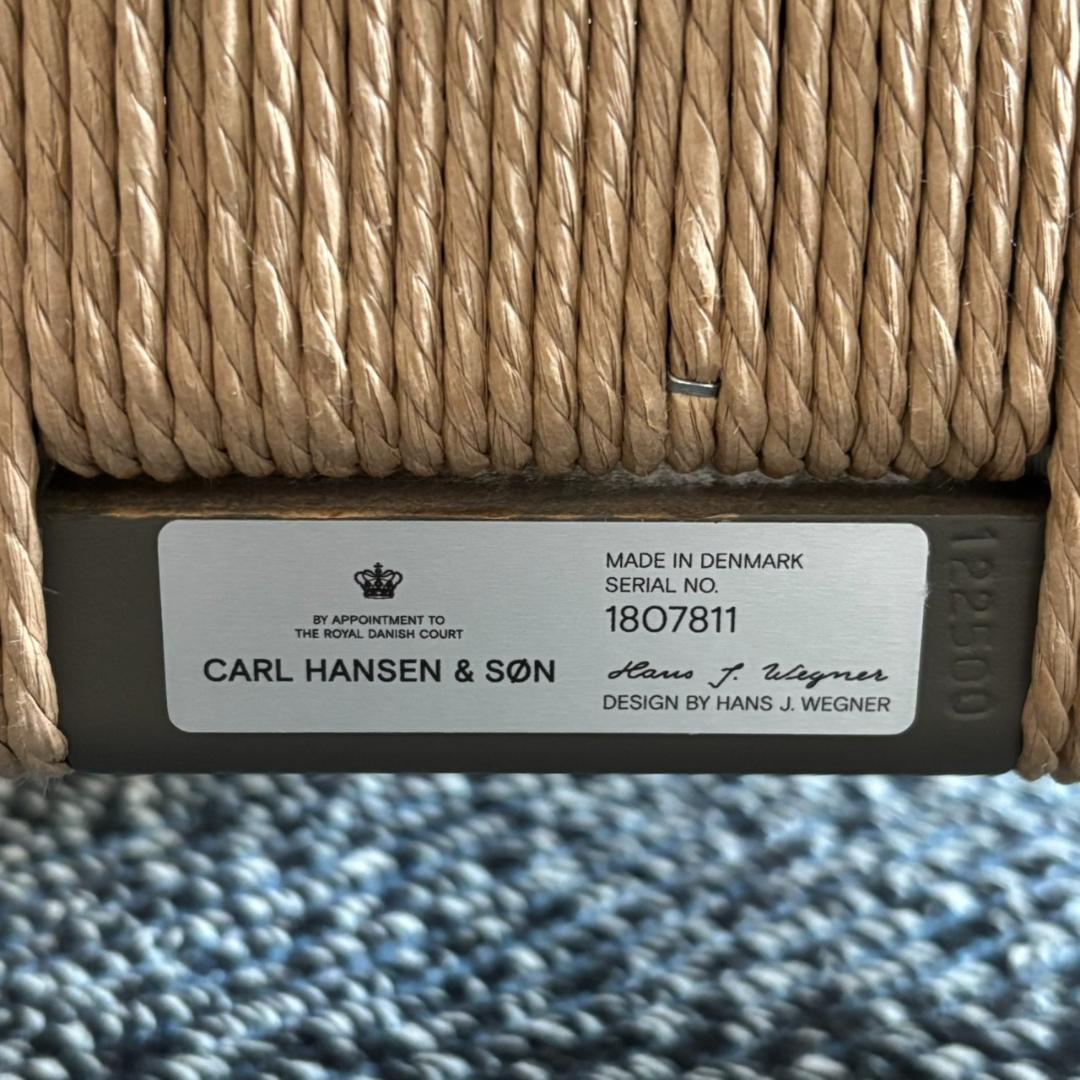 BY APPOINTMENT TO
THE ROYAL DANISH COURT
CARL HANSEN & SØN
MADE IN DENMARK
SERIAL NO.
1807811
Hans J. Wegner
DESIGN BY HANS J. WEGNER
122500